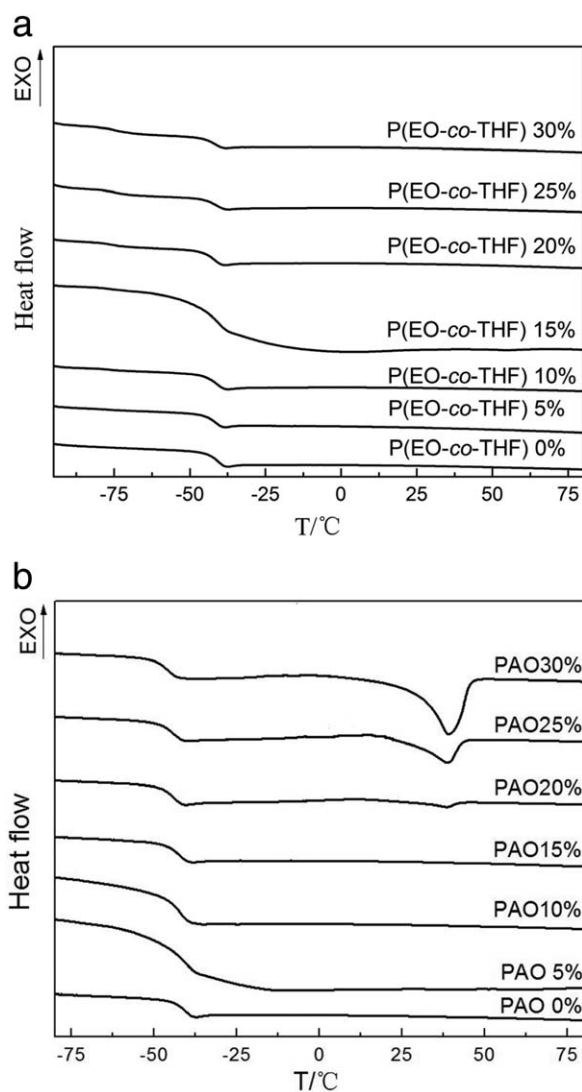 a
EXO
Heat flow
P(EO-co-THF) 30%
P(EO-co-THF) 25%
P(EO-co-THF) 20%
P(EO-co-THF) 15%
P(EO-co-THF) 10%
P(EO-co-THF) 5%
P(EO-co-THF) 0%
-75 -50 -25 0 25 50 75
T/℃
b
EXO
Heat flow
PAO30%
PAO25%
PAO20%
PAO15%
PAO10%
PAO 5%
PAO 0%
-75 -50 -25 0 25 50 75
T/℃